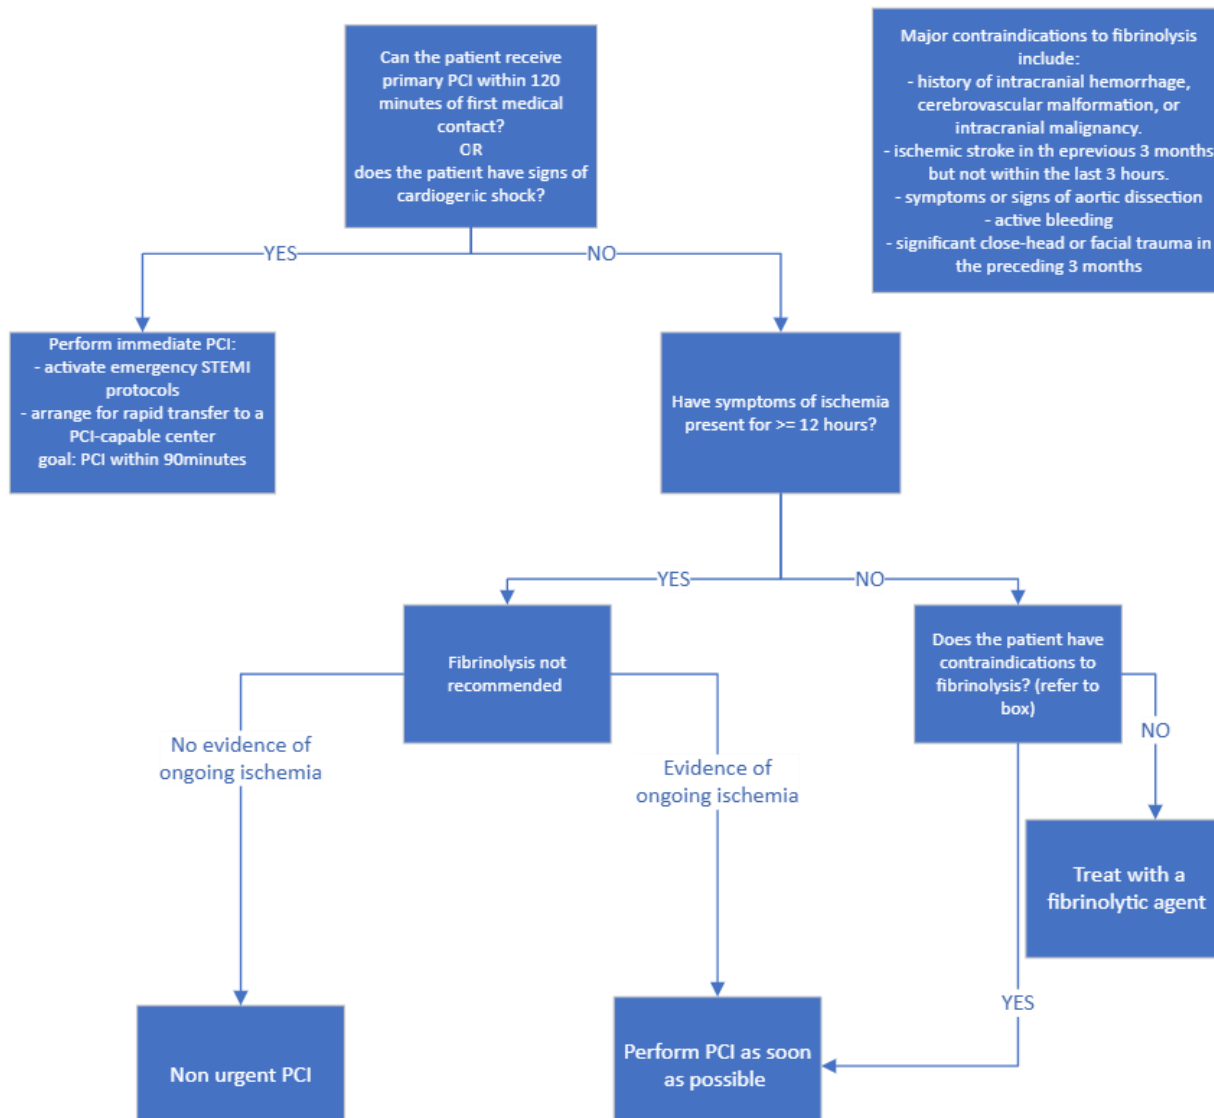 Can the patient receive
primary PCI within 120
minutes of first medical
contact?
OR
does the patient have signs of
cardiogenic shock?
Major contraindications to fibrinolysis
include:
- history of intracranial hemorrhage,
cerebrovascular malformation, or
intracranial malignancy.
- ischemic stroke in th eprevious 3 months
but not within the last 3 hours.
- symptoms or signs of aortic dissection
- active bleeding
- significant close-head or facial trauma in
the preceding 3 months
YES
NO
Perform immediate PCI:
- activate emergency STEMI
protocols
- arrange for rapid transfer to a
PCI-capable center
goal: PCI within 90minutes
Have symptoms of ischemia
present for >= 12 hours?
YES
NO
Fibrinolysis not
recommended
Does the patient have
contraindications to
fibrinolysis? (refer to
box)
No evidence of
ongoing ischemia
Evidence of
ongoing ischemia
NO
Treat with a
fibrinolytic agent
YES
Non urgent PCI
Perform PCI as soon
as possible